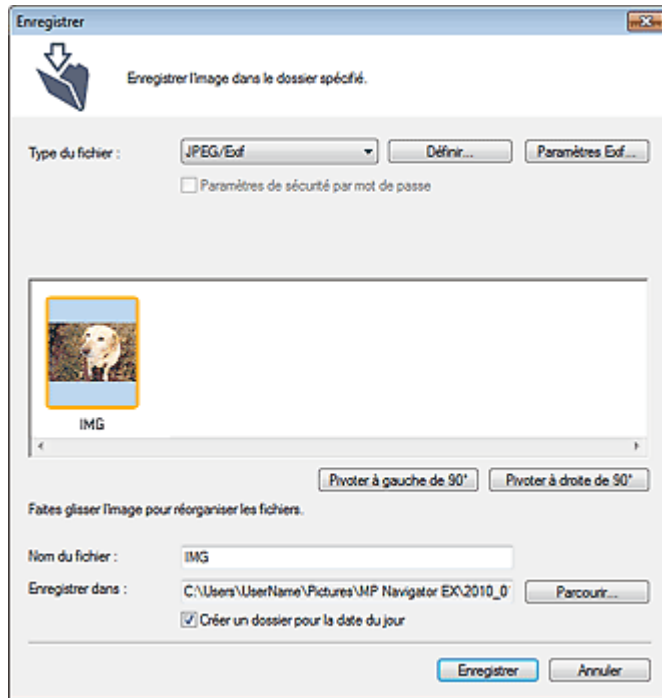 Enregistrer
Enregistrer l'image dans le dossier spécifié.
Type du fichier : JPEG/Exif Définir... Paramètres Exif...
Paramètres de sécurité par mot de passe
IMG
Pivoter à gauche de 90° Pivoter à droite de 90°
Faites glisser l'image pour réorganiser les fichiers.
Nom du fichier : IMG
Enregistrer dans : C:\Users\UserName\Pictures\MP Navigator EX\2010_0 Parcourir...
Créer un dossier pour la date du jour
Enregistrer Annuler